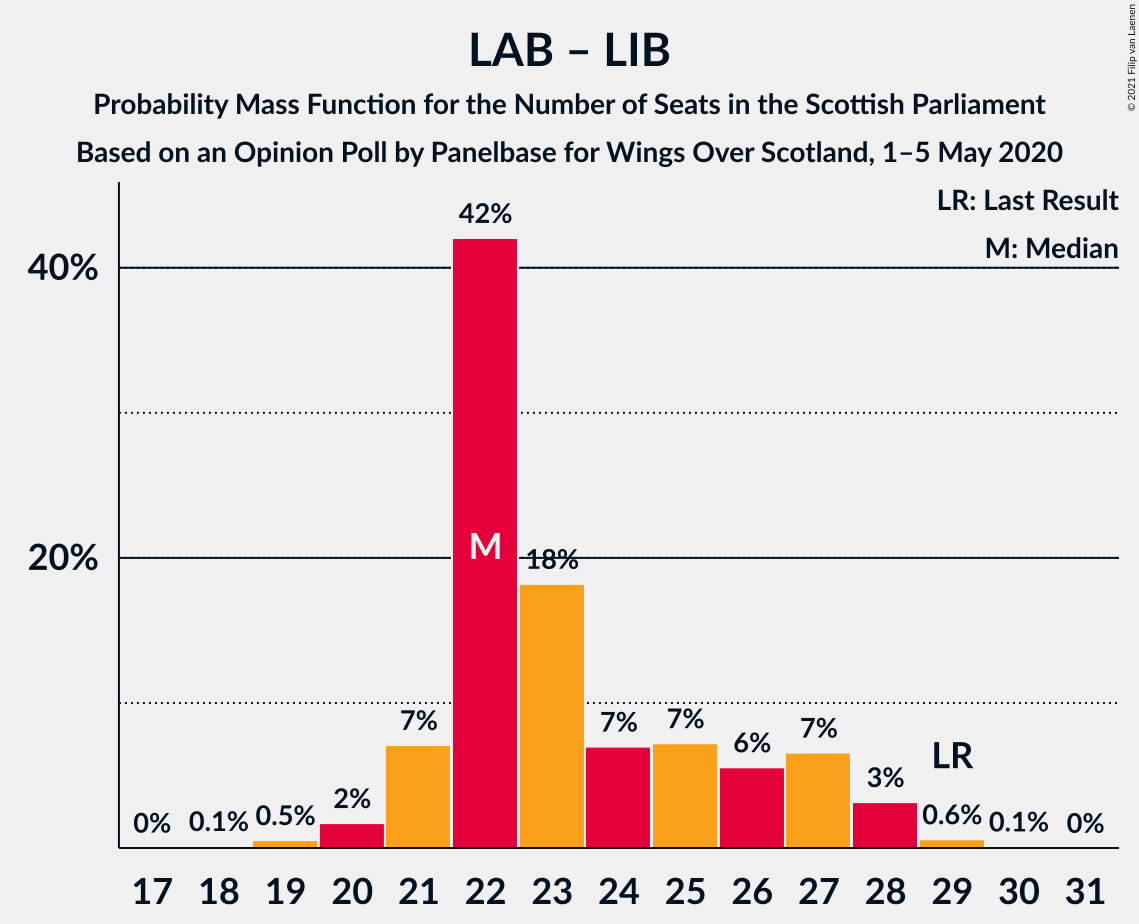 LAB – LIB
Probability Mass Function for the Number of Seats in the Scottish Parliament
Based on an Opinion Poll by Panelbase for Wings Over Scotland, 1–5 May 2020
© 2021 Filip van Laenen
LR: Last Result
M: Median
40%
20%
0%
0.1%
0.5%
2%
7%
42%
M
18%
7%
7%
6%
7%
3%
LR
0.6%
0.1%
0%
17 18 19 20 21 22 23 24 25 26 27 28 29 30 31